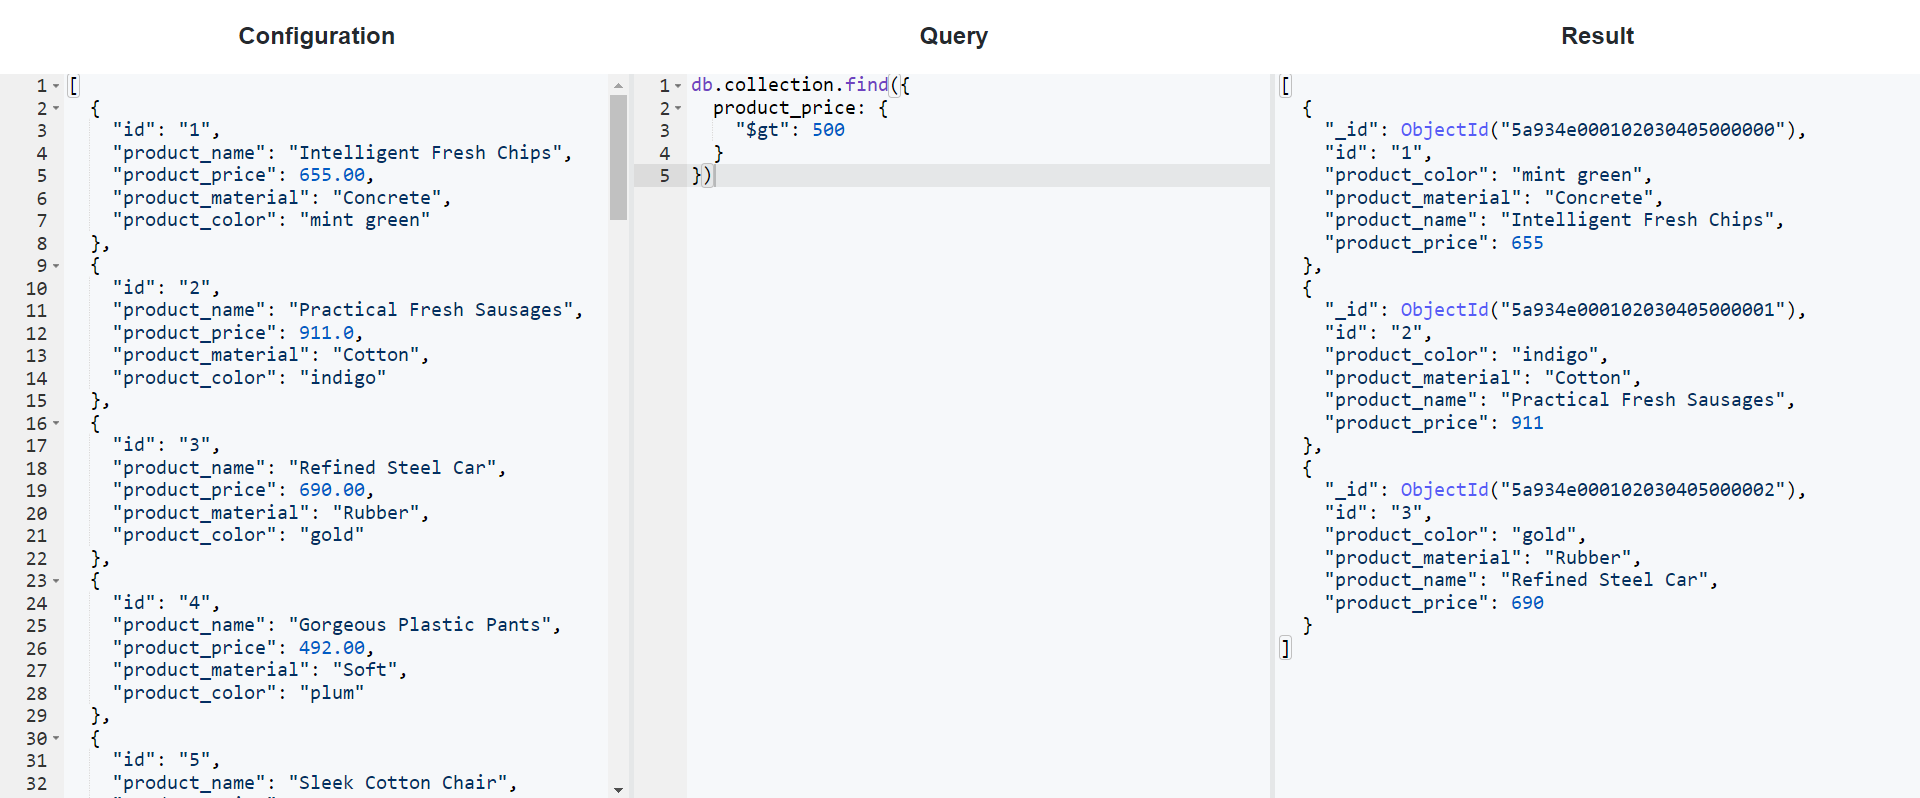 Configuration
1 [
2   {
3     "id": "1",
4     "product_name": "Intelligent Fresh Chips",
5     "product_price": 655.00,
6     "product_material": "Concrete",
7     "product_color": "mint green"
8   },
9   {
10     "id": "2",
11     "product_name": "Practical Fresh Sausages",
12     "product_price": 911.0,
13     "product_material": "Cotton",
14     "product_color": "indigo"
15   },
16   {
17     "id": "3",
18     "product_name": "Refined Steel Car",
19     "product_price": 690.00,
20     "product_material": "Rubber",
21     "product_color": "gold"
22   },
23   {
24     "id": "4",
25     "product_name": "Gorgeous Plastic Pants",
26     "product_price": 492.00,
27     "product_material": "Soft",
28     "product_color": "plum"
29   },
30   {
31     "id": "5",
32     "product_name": "Sleek Cotton Chair",
Query
1 db.collection.find({
2   product_price: {
3     "$gt": 500
4   }
5 })
Result
[
  {
    "_id": ObjectId("5a934e000102030405000000"),
    "id": "1",
    "product_color": "mint green",
    "product_material": "Concrete",
    "product_name": "Intelligent Fresh Chips",
    "product_price": 655
  },
  {
    "_id": ObjectId("5a934e000102030405000001"),
    "id": "2",
    "product_color": "indigo",
    "product_material": "Cotton",
    "product_name": "Practical Fresh Sausages",
    "product_price": 911
  },
  {
    "_id": ObjectId("5a934e000102030405000002"),
    "id": "3",
    "product_color": "gold",
    "product_material": "Rubber",
    "product_name": "Refined Steel Car",
    "product_price": 690
  }
]